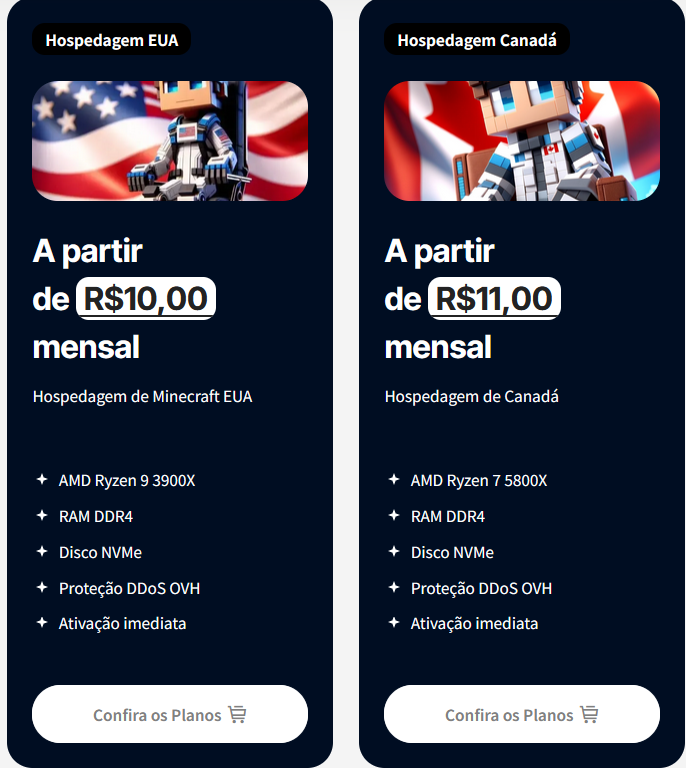 Hospedagem EUA
A partir
de R$10,00
mensal
Hospedagem de Minecraft EUA
AMD Ryzen 9 3900X
RAM DDR4
Disco NVMe
Proteção DDoS OVH
Ativação imediata
Confira os Planos
Hospedagem Canadá
A partir
de R$11,00
mensal
Hospedagem de Canadá
AMD Ryzen 7 5800X
RAM DDR4
Disco NVMe
Proteção DDoS OVH
Ativação imediata
Confira os Planos